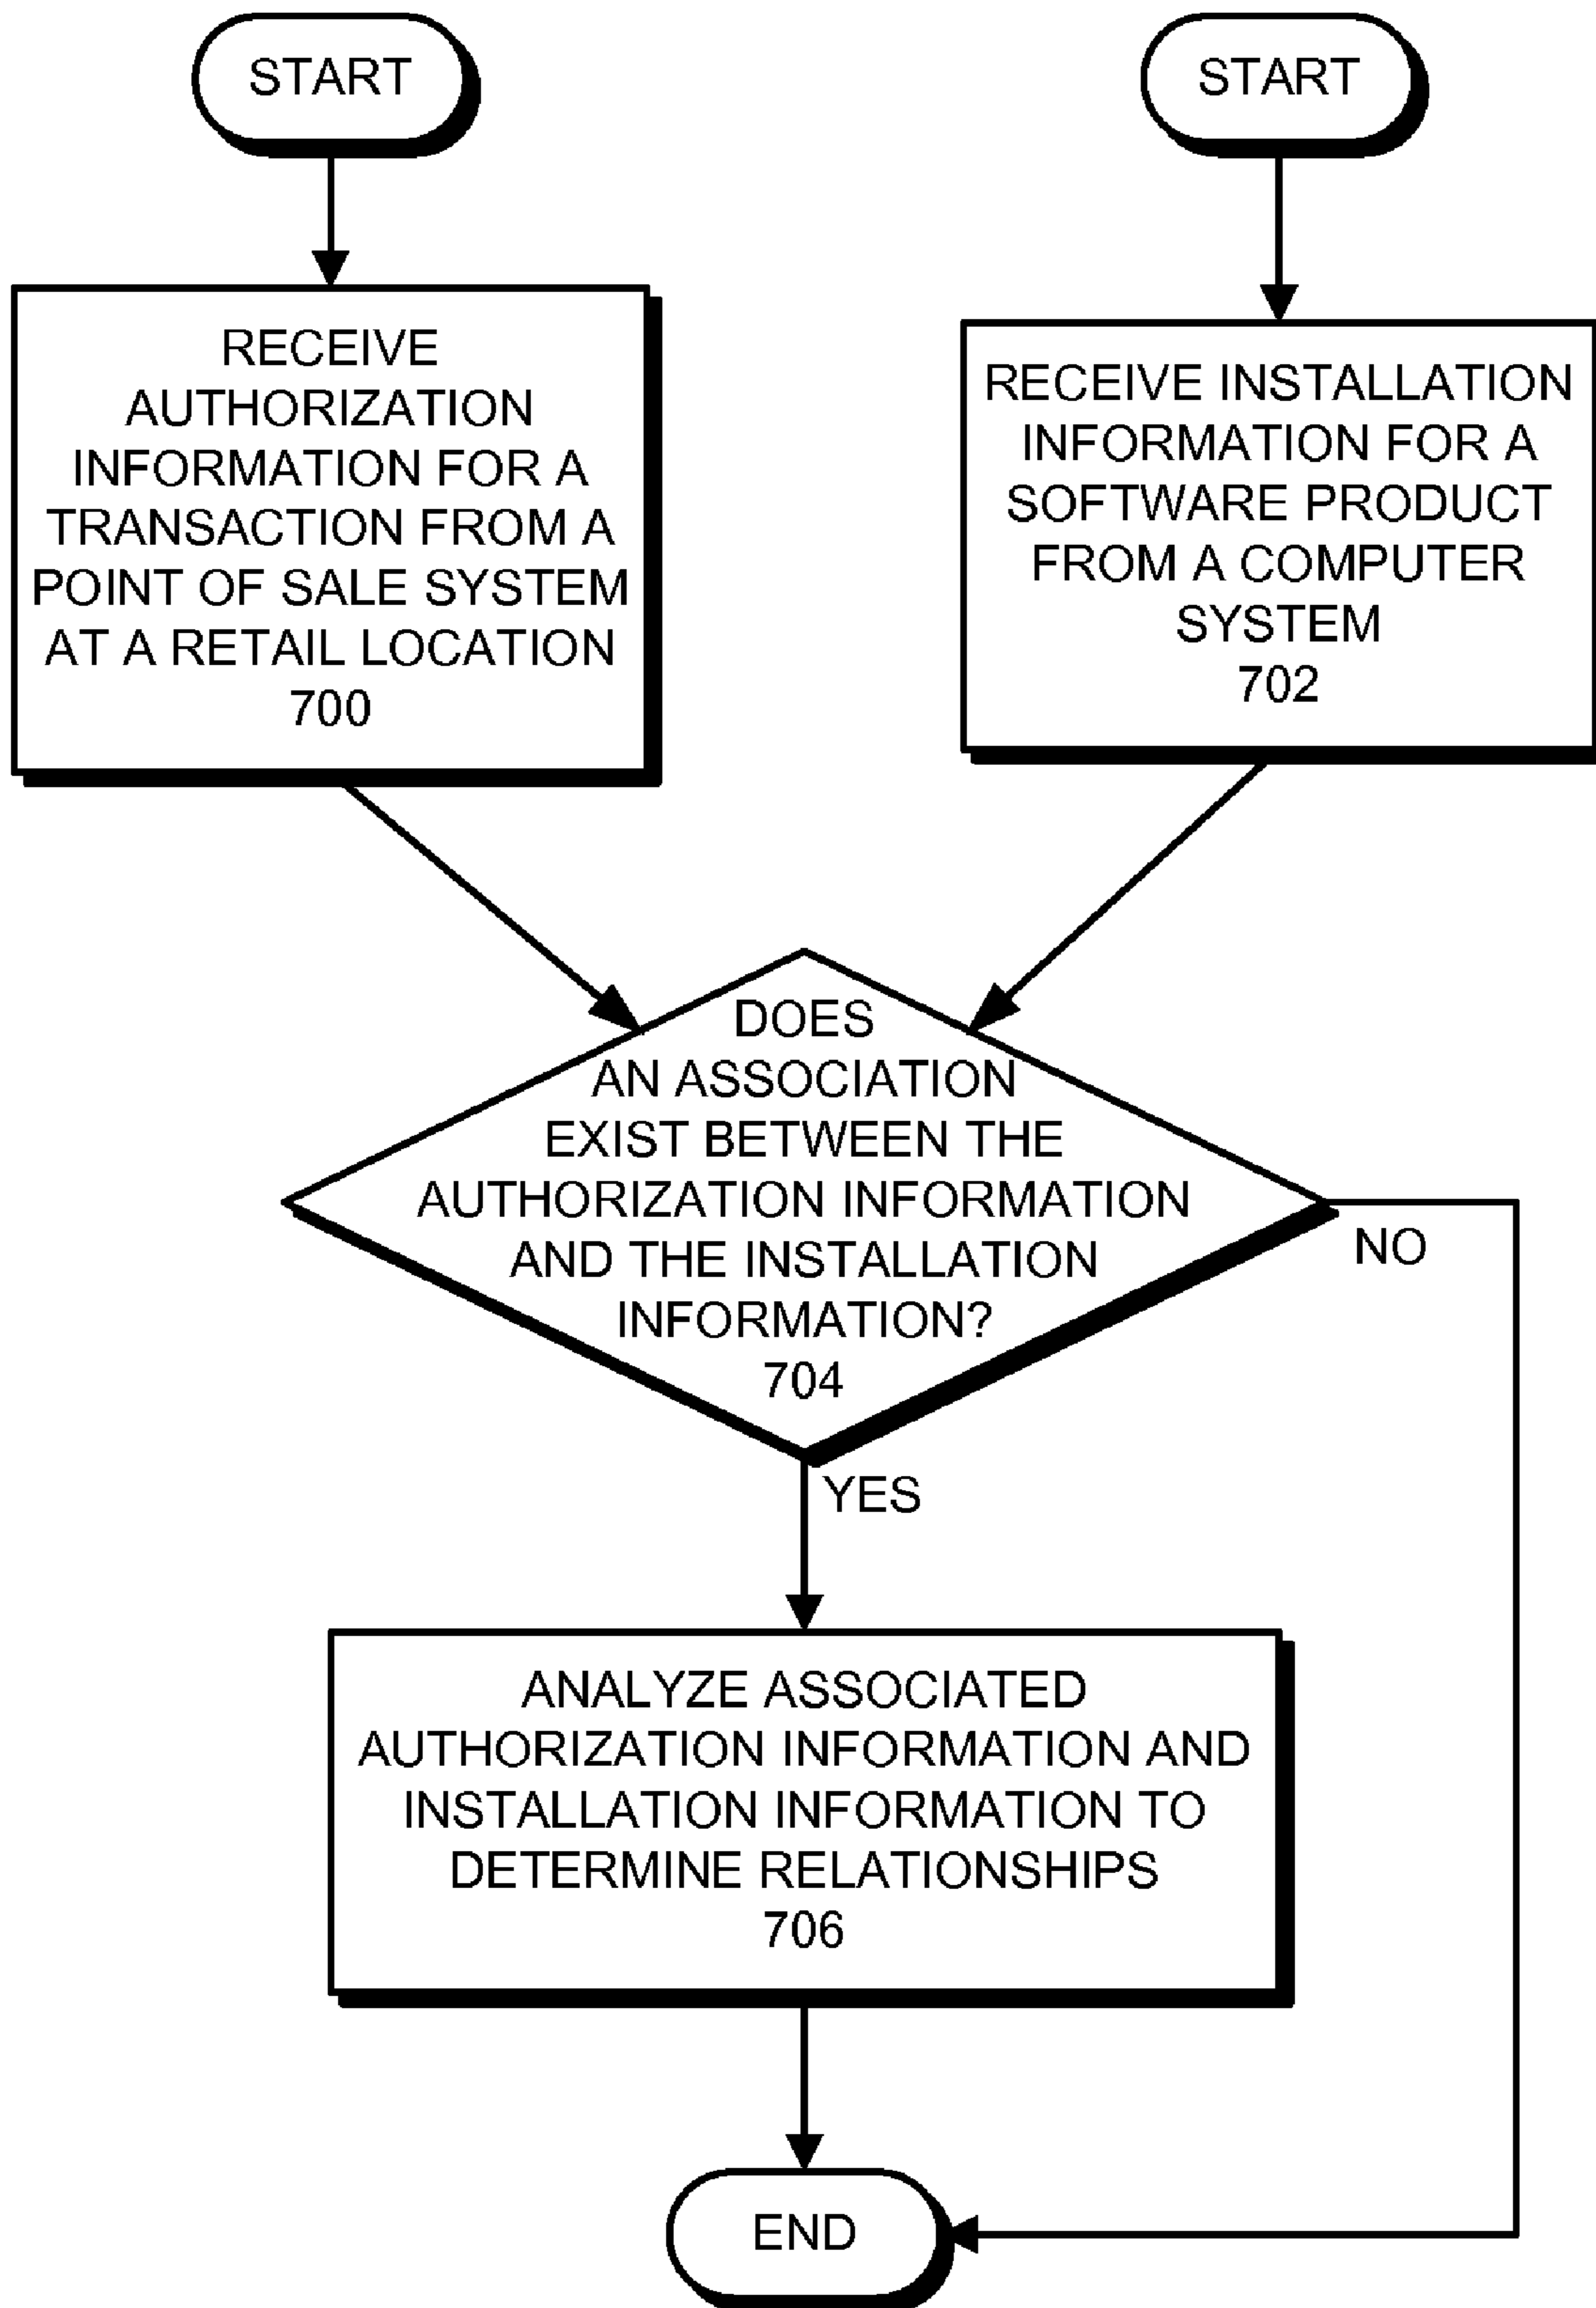 START
START
RECEIVE
AUTHORIZATION
INFORMATION FOR A
TRANSACTION FROM A
POINT OF SALE SYSTEM
AT A RETAIL LOCATION
700
RECEIVE INSTALLATION
INFORMATION FOR A
SOFTWARE PRODUCT
FROM A COMPUTER
SYSTEM
702
DOES
AN ASSOCIATION
EXIST BETWEEN THE
AUTHORIZATION INFORMATION
AND THE INSTALLATION
INFORMATION?
704
NO
YES
ANALYZE ASSOCIATED
AUTHORIZATION INFORMATION AND
INSTALLATION INFORMATION TO
DETERMINE RELATIONSHIPS
706
END